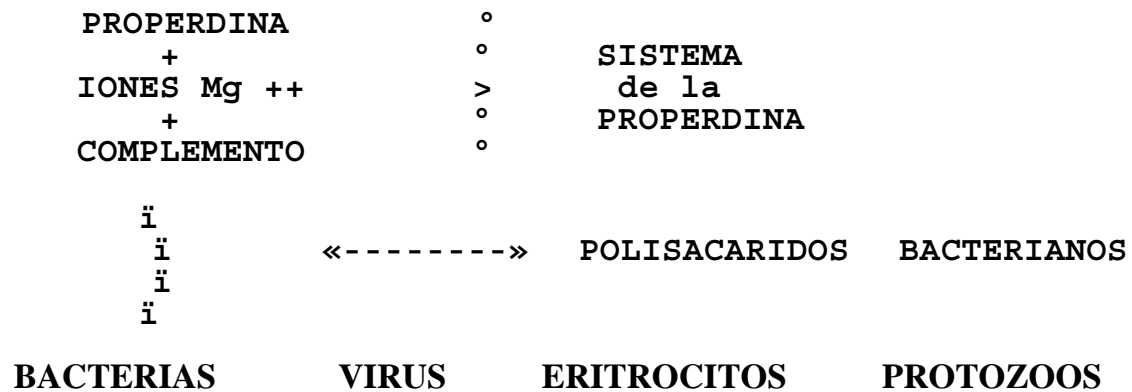 PROPERDINA °
+ ° SISTEMA
IONES Mg ++ > de la
+ ° PROPERDINA
COMPLEMENTO °
ï
ï «--------» POLISACARIDOS BACTERIANOS
ï
ï
BACTERIAS VIRUS ERITROCITOS PROTOZOOS